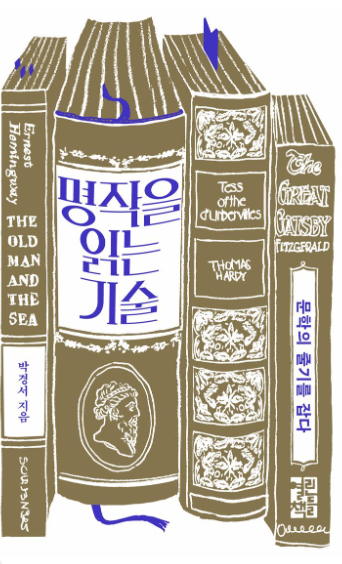 Ernest
Hemingway
THE
OLD
MAN
AND
THE
SEA
박경서 지음
명작을
읽는
기술
Tess
of the
d'urbervilles
THOMAS
HARDY
The
GREAT
GATSBY
FITZGERALD
문학의 줄기를 잡다